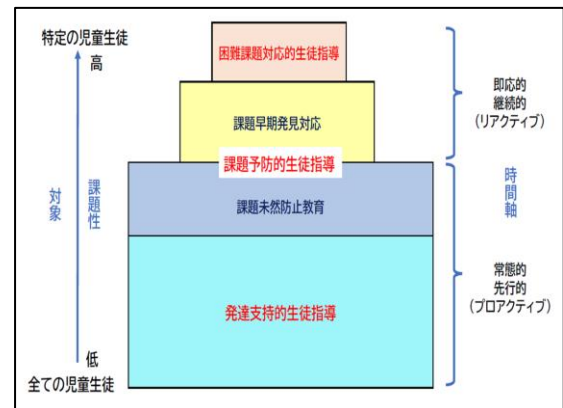 特定の児童生徒
高
困難課題対応的生徒指導
即応的
継続的
(リアクティブ)
課題早期発見対応
課題予防的生徒指導
対象
課題性
時間軸
課題未然防止教育
常態的
先行的
(プロアクティブ)
発達支持的生徒指導
低
全ての児童生徒